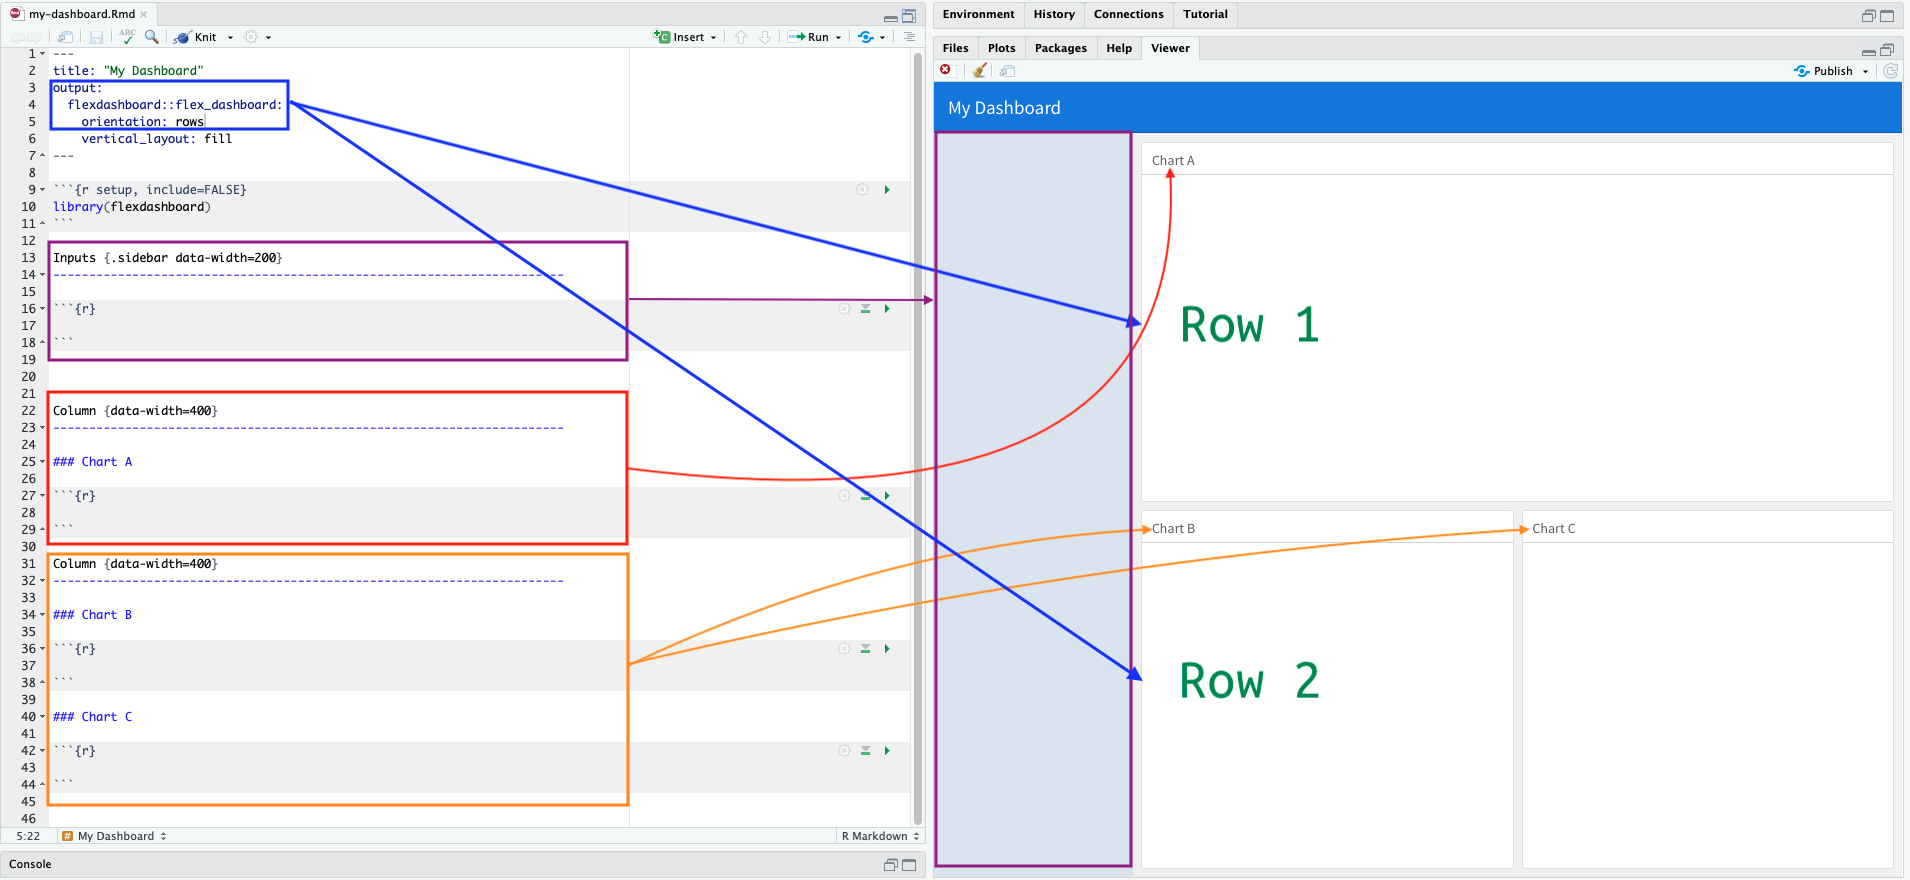 my-dashboard.Rmd
ABC Knit Insert Run
1 ---
2 title: "My Dashboard"
3 output:
4 flexdashboard::flex_dashboard:
5 orientation: rows
6 vertical_layout: fill
7 ---
8
9 ```{r setup, include=FALSE}
10 library(flexdashboard)
11 ```
12
13 Inputs {.sidebar data-width=200}
14 -----------------------------------------------------------------------
15
16 ```{r}
17
18 ```
19
20
21
22 Column {data-width=400}
23 -----------------------------------------------------------------------
24
25 ### Chart A
26
27 ```{r}
28
29 ```
30
31 Column {data-width=400}
32 -----------------------------------------------------------------------
33
34 ### Chart B
35
36 ```{r}
37
38 ```
39
40 ### Chart C
41
42 ```{r}
43
44 ```
45
46
5:22 # My Dashboard R Markdown
Console
Environment History Connections Tutorial
Files Plots Packages Help Viewer
Publish
My Dashboard
Chart A
Row 1
Chart B Chart C
Row 2